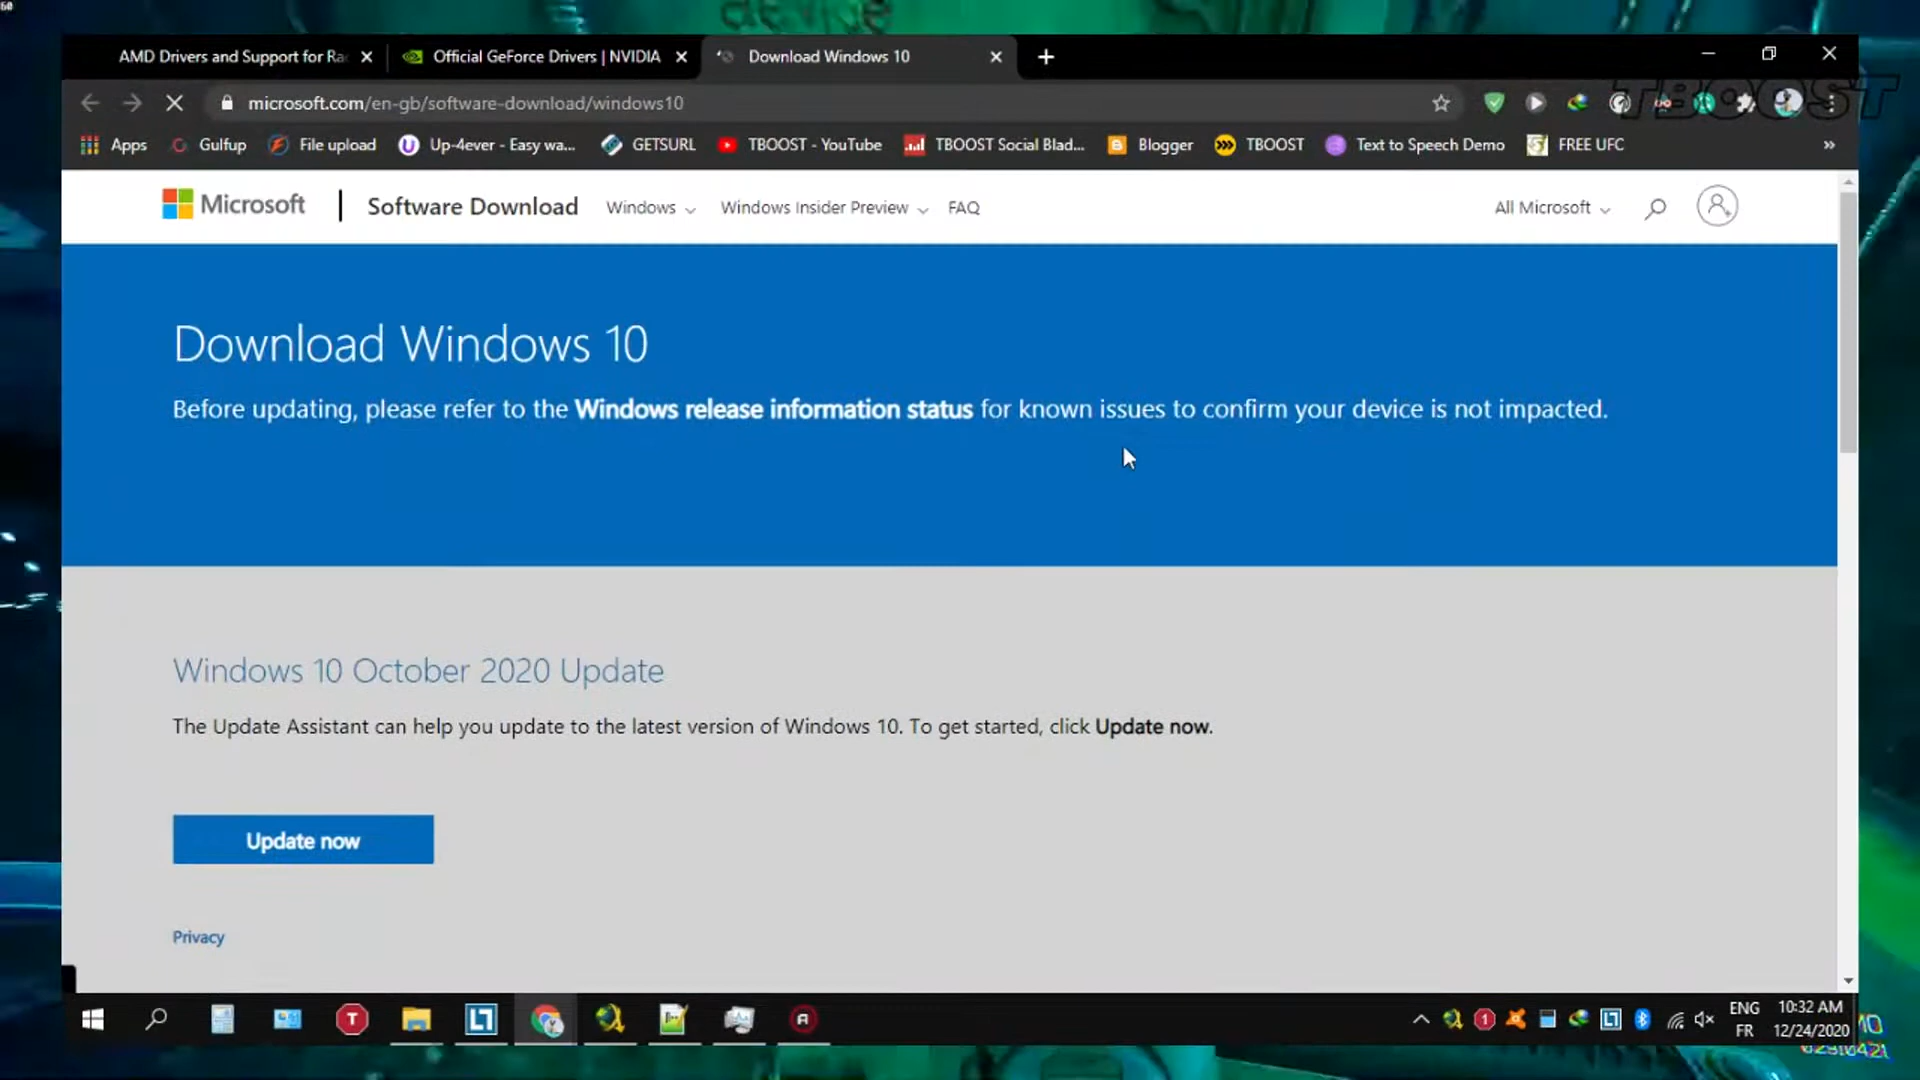 60
device
AMD Drivers and Support for Ra
Official GeForce Drivers | NVIDIA
Download Windows 10
TBOOST
microsoft.com/en-gb/software-download/windows10
Apps
Gulfup
File upload
Up-4ever - Easy wa...
GETSURL
TBOOST - YouTube
TBOOST Social Blad...
Blogger
TBOOST
Text to Speech Demo
FREE UFC
»
Microsoft
Software Download
Windows
Windows Insider Preview
FAQ
All Microsoft
Download Windows 10
Before updating, please refer to the Windows release information status for known issues to confirm your device is not impacted.
Windows 10 October 2020 Update
The Update Assistant can help you update to the latest version of Windows 10. To get started, click Update now.
Update now
Privacy
ENG
FR
10:32 AM
12/24/2020